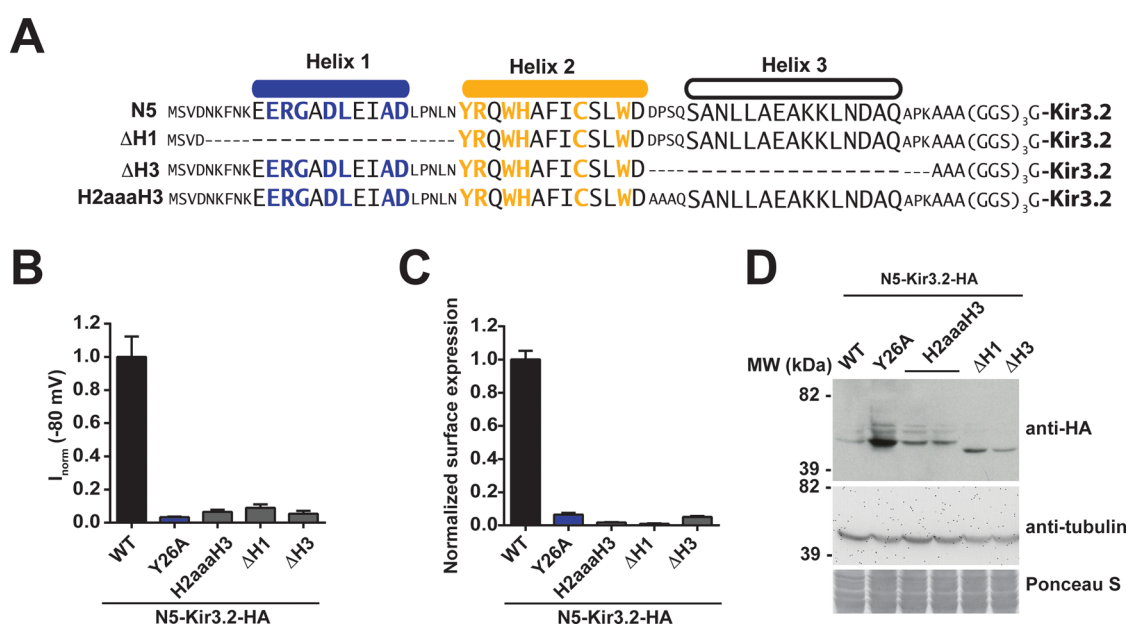 A
Helix 1
Helix 2
Helix 3
N5 MSVDNKFNKEERGADLEIADLPNLNYRQWHAFICSLWDDPSQSANLLAEAKKLNDAQAPKAAA(GGS)3G-Kir3.2
ΔH1 MSVD--------------------YRQWHAFICSLWDDPSQSANLLAEAKKLNDAQAPKAAA(GGS)3G-Kir3.2
ΔH3 MSVDNKFNKEERGADLEIADLPNLNYRQWHAFICSLWD---------------------AAA(GGS)3G-Kir3.2
H2aaaH3 MSVDNKFNKEERGADLEIADLPNLNYRQWHAFICSLWDAAAQSANLLAEAKKLNDAQAPKAAA(GGS)3G-Kir3.2
B
Inorm (-80 mV)
1.2
1.0
0.8
0.6
0.4
0.2
0.0
WT
Y26A
H2aaaH3
ΔH1
ΔH3
N5-Kir3.2-HA
C
Normalized surface expression
1.2
1.0
0.8
0.6
0.4
0.2
0.0
WT
Y26A
H2aaaH3
ΔH1
ΔH3
N5-Kir3.2-HA
D
N5-Kir3.2-HA
WT
Y26A
H2aaaH3
ΔH1
ΔH3
MW (kDa)
82 -
39 -
anti-HA
82 -
39 -
anti-tubulin
Ponceau S